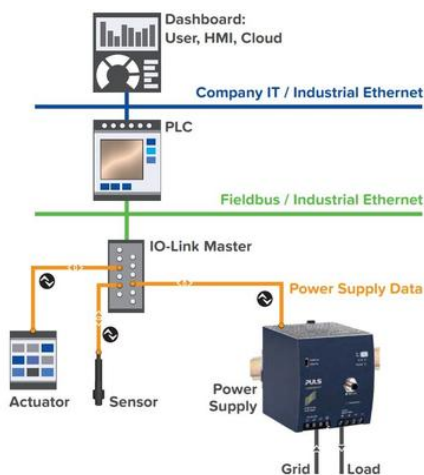 Dashboard:
User, HMI, Cloud
Company IT / Industrial Ethernet
PLC
Fieldbus / Industrial Ethernet
IO-Link Master
Power Supply Data
Actuator
Sensor
Power
Supply
PULS
Grid
Load